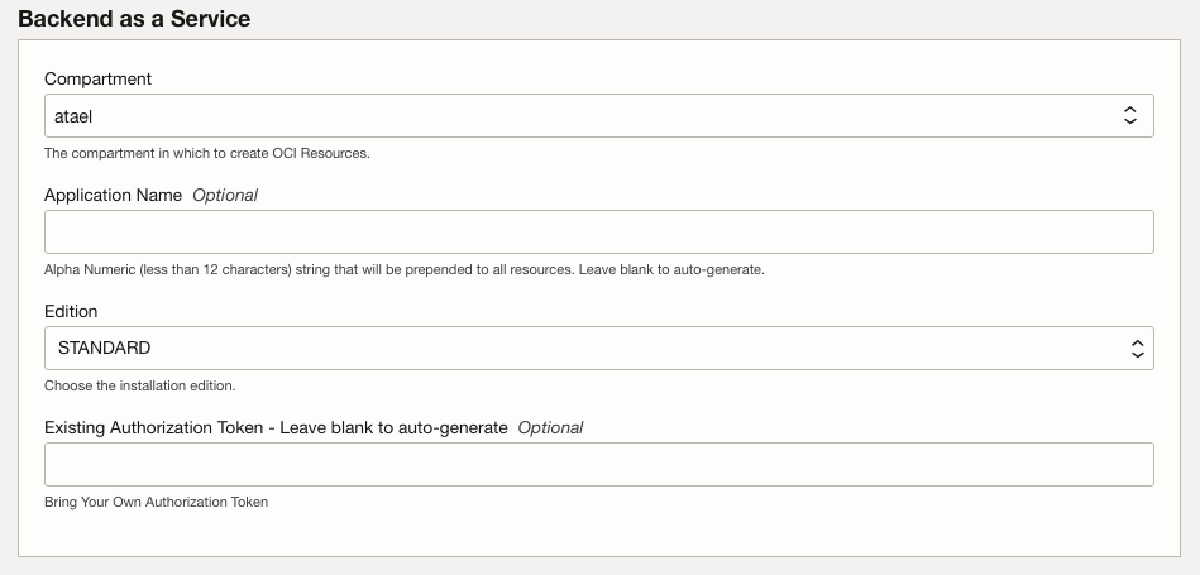 Backend as a Service
Compartment
atael
The compartment in which to create OCI Resources.
Application Name Optional
Alpha Numeric (less than 12 characters) string that will be prepended to all resources. Leave blank to auto-generate.
Edition
STANDARD
Choose the installation edition.
Existing Authorization Token - Leave blank to auto-generate Optional
Bring Your Own Authorization Token